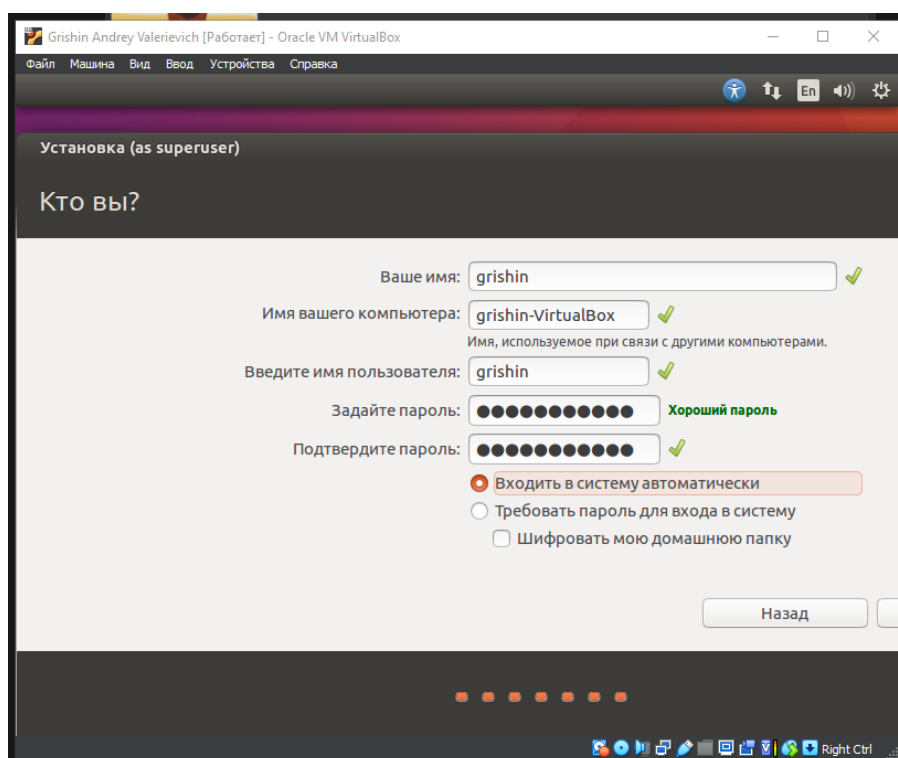 Grishin Andrey Valerievich [Работает] - Oracle VM VirtualBox
Файл Машина Вид Ввод Устройства Справка
En
Установка (as superuser)
Кто вы?
Ваше имя: grishin
Имя вашего компьютера: grishin-VirtualBox
Имя, используемое при связи с другими компьютерами.
Введите имя пользователя: grishin
Задайте пароль: ●●●●●●●●●●● Хороший пароль
Подтвердите пароль: ●●●●●●●●●●●
Входить в систему автоматически
Требовать пароль для входа в систему
Шифровать мою домашнюю папку
Назад
Right Ctrl